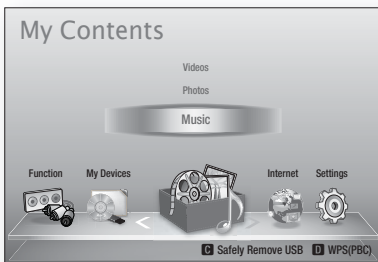 My Contents
Videos
Photos
Music
Function My Devices Internet Settings
C Safely Remove USB D WPS(PBC)